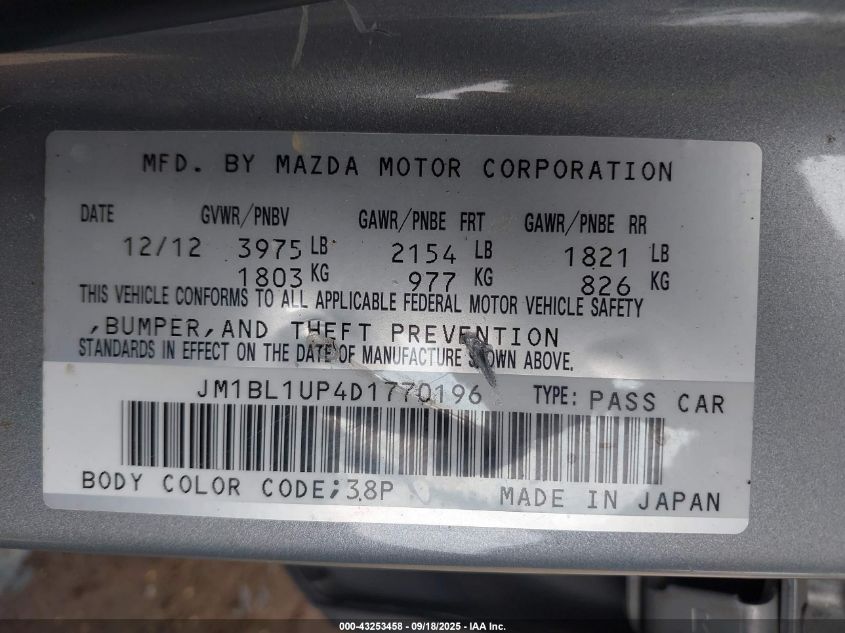 MFD. BY MAZDA MOTOR CORPORATION
DATE GVWR/PNBV GAWR/PNBE FRT GAWR/PNBE RR
12/12 3975 LB 2154 LB 1821 LB
1803 KG 977 KG 826 KG
THIS VEHICLE CONFORMS TO ALL APPLICABLE FEDERAL MOTOR VEHICLE SAFETY
,BUMPER,AND THEFT PREVENTION
STANDARDS IN EFFECT ON THE DATE OF MANUFACTURE SHOWN ABOVE.
JM1BL1UP4D1770196 TYPE: PASS CAR
BODY COLOR CODE;38P MADE IN JAPAN
000-43253458 - 09/18/2025 - IAA Inc.